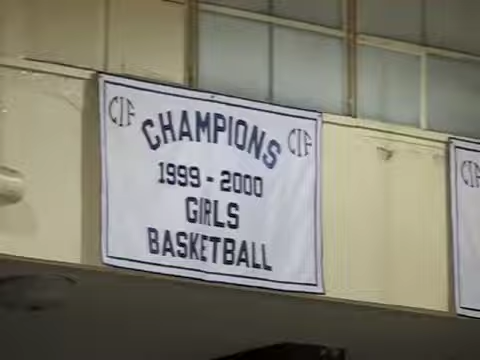 CIF CIF
CHAMPIONS
1999 - 2000
GIRLS
BASKETBALL